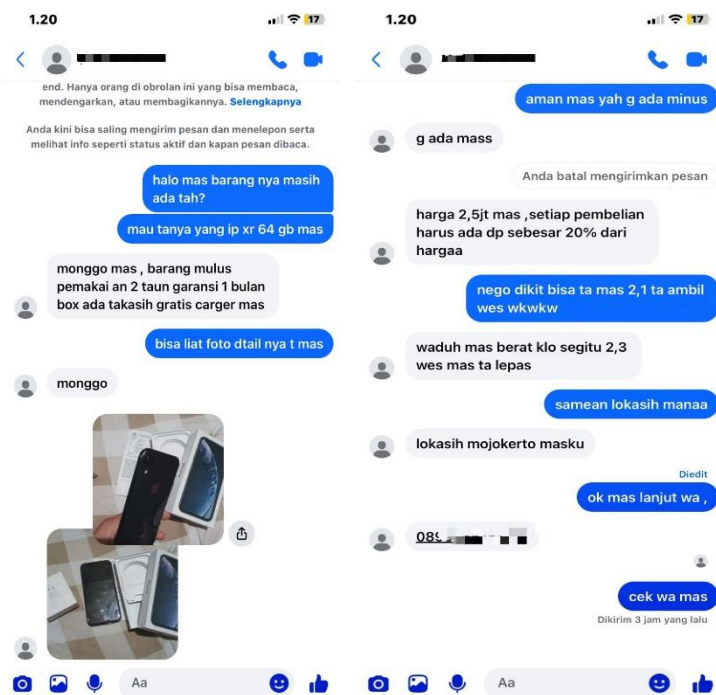 1.20
17
end. Hanya orang di obrolan ini yang bisa membaca,
mendengarkan, atau membagikannya. Selengkapnya
Anda kini bisa saling mengirim pesan dan menelepon serta
melihat info seperti status aktif dan kapan pesan dibaca.
halo mas barang nya masih
ada tah?
mau tanya yang ip xr 64 gb mas
monggo mas , barang mulus
pemakai an 2 taun garansi 1 bulan
box ada takasih gratis carger mas
bisa liat foto dtail nya t mas
monggo
Aa
1.20
17
aman mas yah g ada minus
g ada mass
Anda batal mengirimkan pesan
harga 2,5jt mas ,setiap pembelian
harus ada dp sebesar 20% dari
hargaa
nego dikit bisa ta mas 2,1 ta ambil
wes wkwkw
waduh mas berat klo segitu 2,3
wes mas ta lepas
samean lokasih manaa
lokasih mojokerto masku
Diedit
ok mas lanjut wa ,
cek wa mas
Dikirim 3 jam yang lalu
Aa